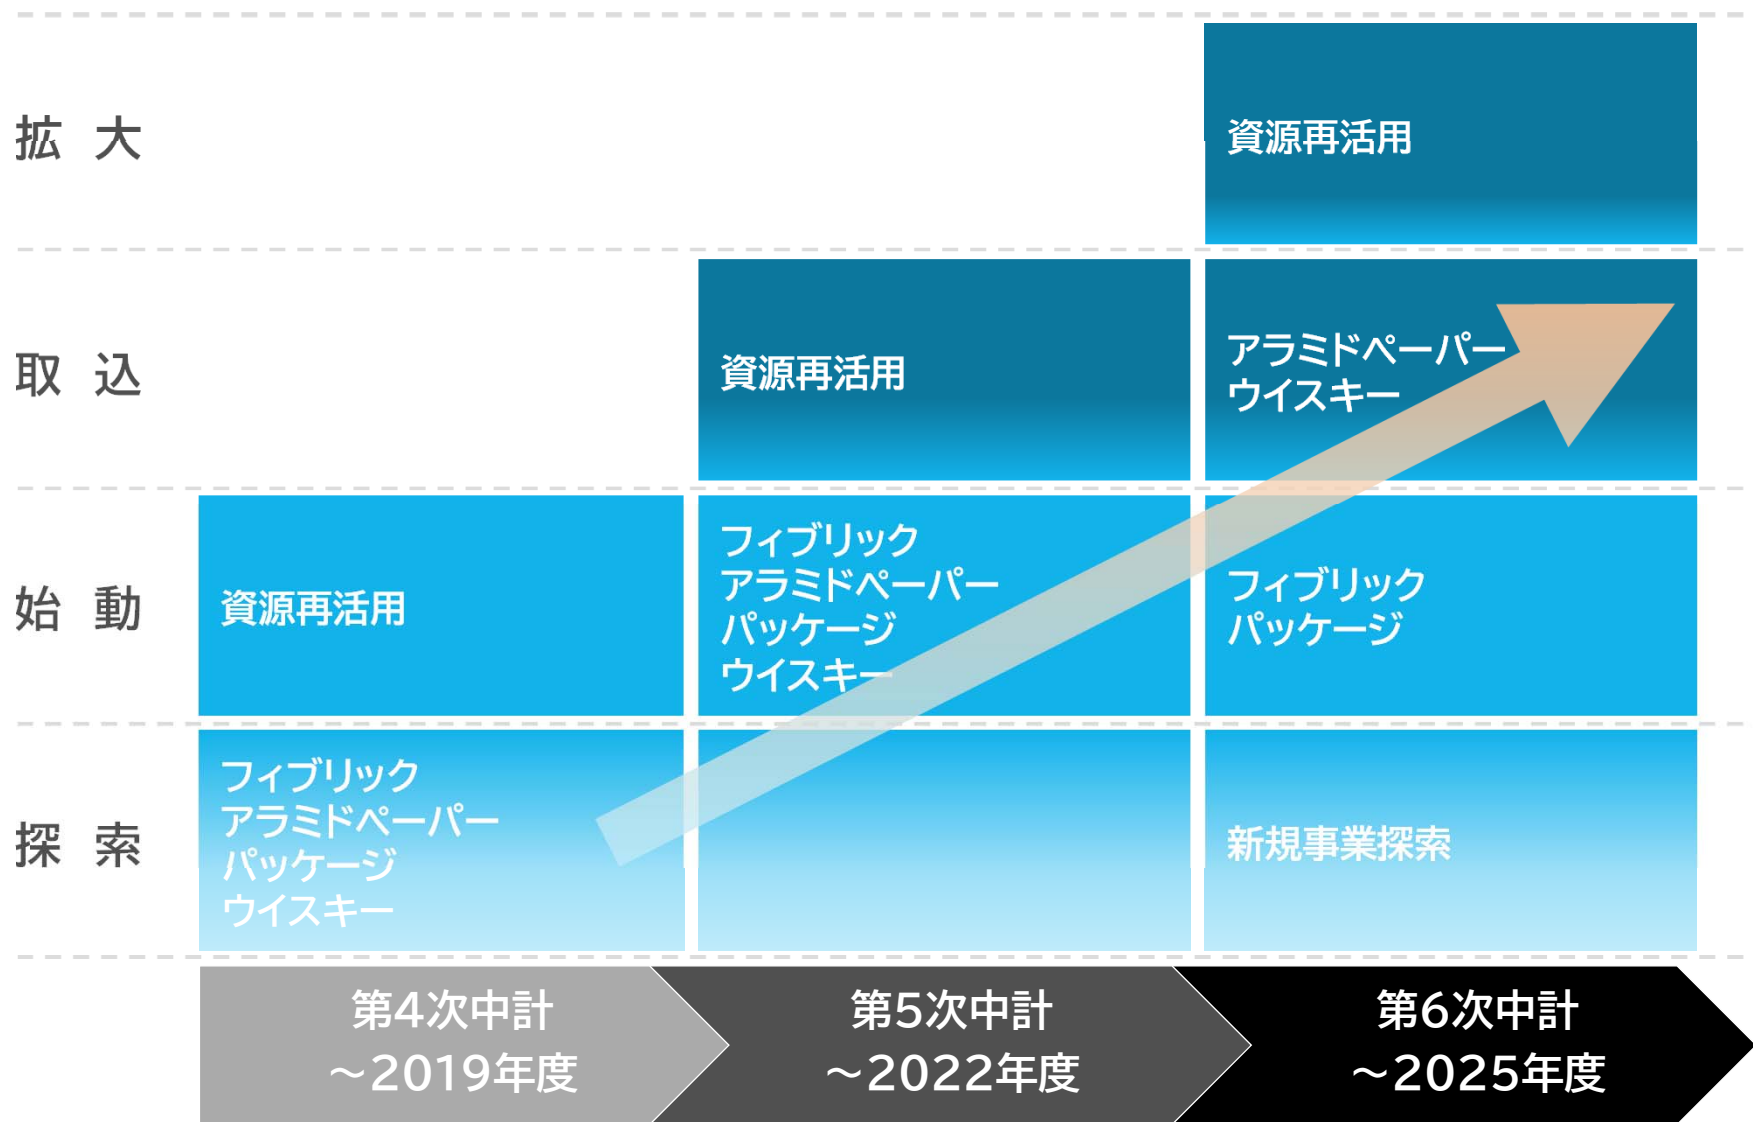 拡 大
資源再活用
取 込
資源再活用
アラミドペーパー
ウイスキー
始 動
資源再活用
フィブリック
アラミドペーパー
パッケージ
ウイスキー
フィブリック
パッケージ
探 索
フィブリック
アラミドペーパー
パッケージ
ウイスキー
新規事業探索
第4次中計
～2019年度
第5次中計
～2022年度
第6次中計
～2025年度